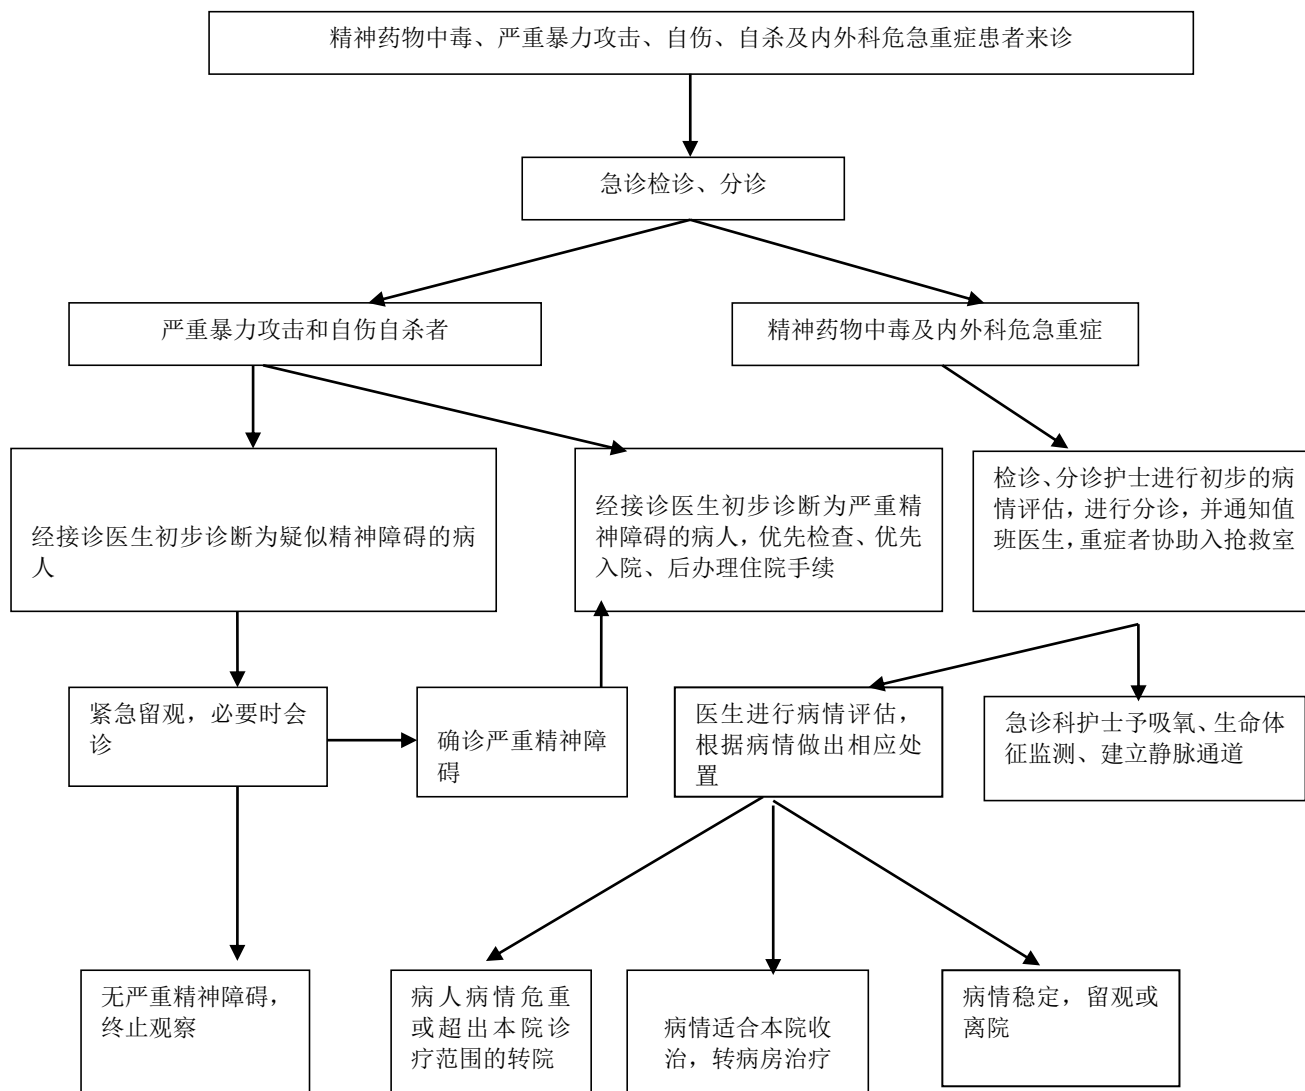 精神药物中毒、严重暴力攻击、自伤、自杀及内外科危急重症患者来诊
急诊检诊、分诊
严重暴力攻击和自伤自杀者
精神药物中毒及内外科危急重症
经接诊医生初步诊断为疑似精神障碍的病
人
经接诊医生初步诊断为严重精
神障碍的病人，优先检查、优先
入院、后办理住院手续
检诊、分诊护士进行初步的病
情评估，进行分诊，并通知值
班医生，重症者协助入抢救室
紧急留观，必要时会
诊
确诊严重精神障
碍
医生进行病情评估，
根据病情做出相应处
置
急诊科护士予吸氧、生命体
征监测、建立静脉通道
无严重精神障碍，
终止观察
病人病情危重
或超出本院诊
疗范围的转院
病情适合本院收
治，转病房治疗
病情稳定，留观或
离院